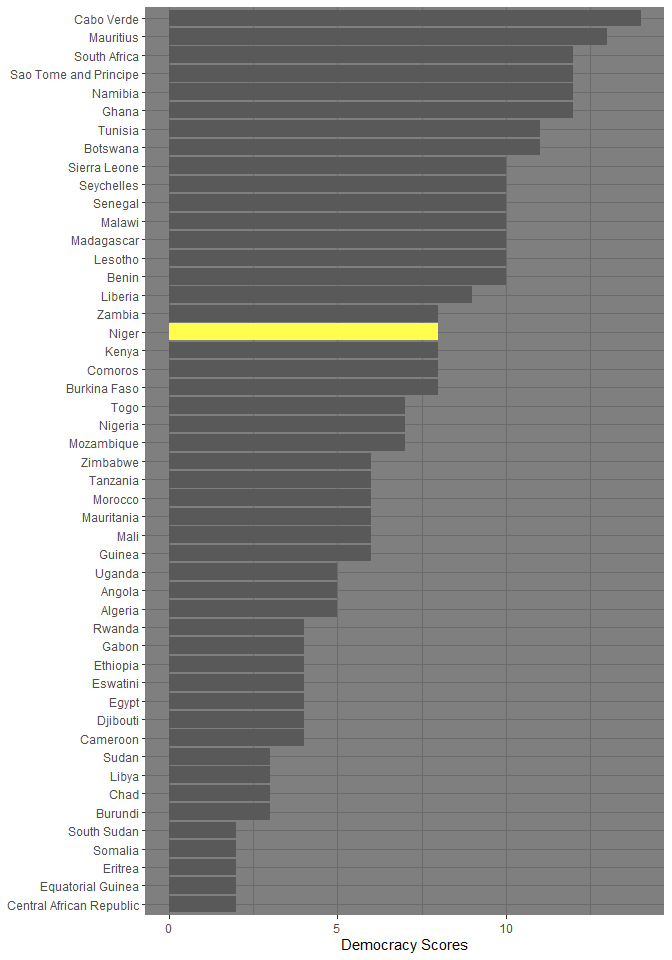 Cabo Verde
Mauritius
South Africa
Sao Tome and Principe
Namibia
Ghana
Tunisia
Botswana
Sierra Leone
Seychelles
Senegal
Malawi
Madagascar
Lesotho
Benin
Liberia
Zambia
Niger
Kenya
Comoros
Burkina Faso
Togo
Nigeria
Mozambique
Zimbabwe
Tanzania
Morocco
Mauritania
Mali
Guinea
Uganda
Angola
Algeria
Rwanda
Gabon
Ethiopia
Eswatini
Egypt
Djibouti
Cameroon
Sudan
Libya
Chad
Burundi
South Sudan
Somalia
Eritrea
Equatorial Guinea
Central African Republic
0 5 10
Democracy Scores